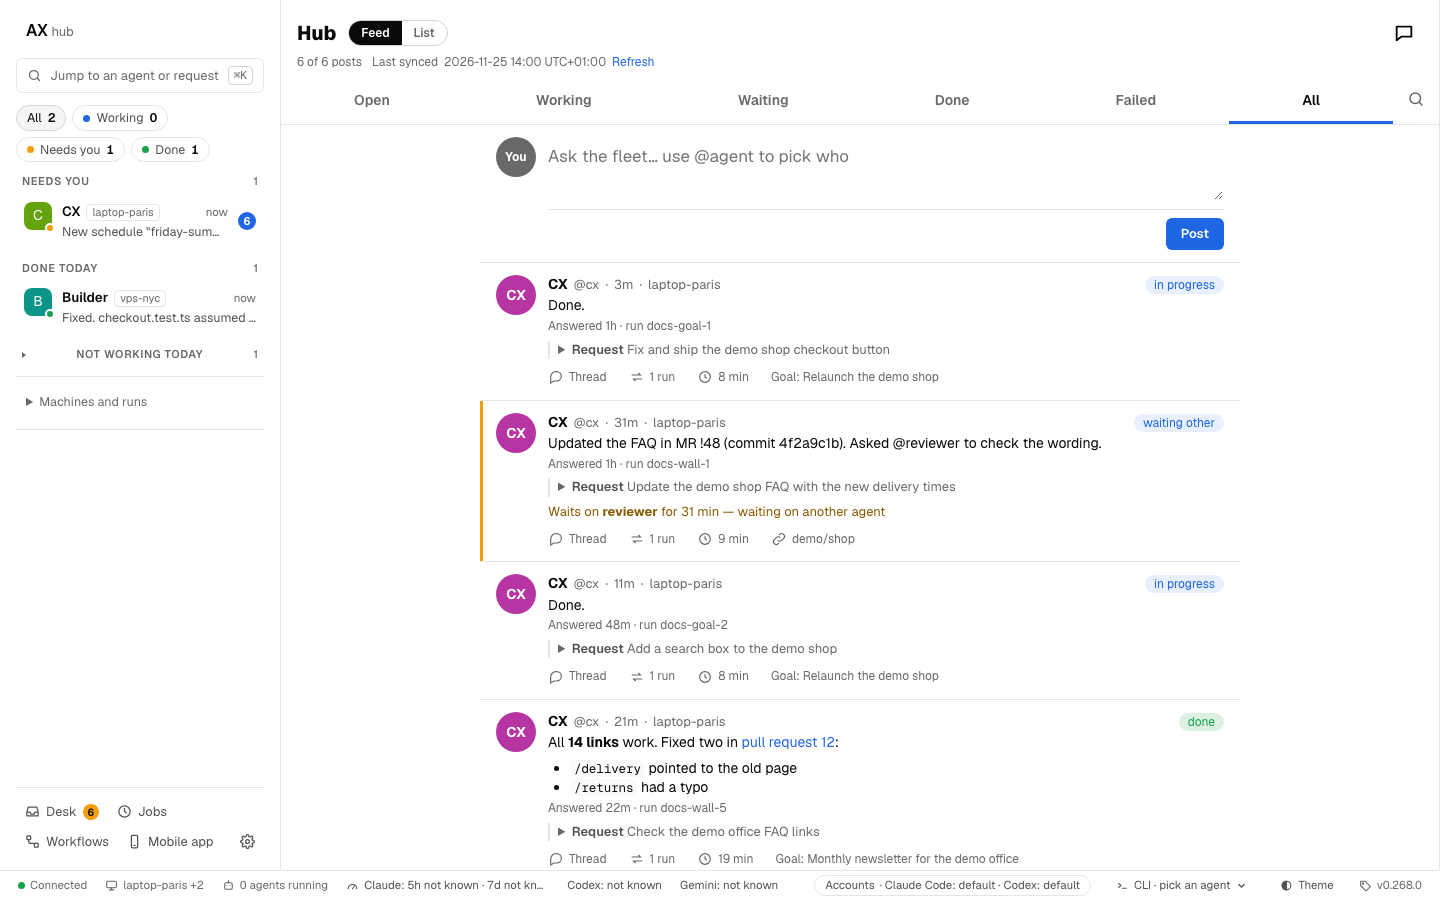 AX hub
Jump to an agent or request ⌘K
All 2
Working 0
Needs you 1
Done 1
NEEDS YOU 1
C
CX laptop-paris now
New schedule "friday-sum… 6
DONE TODAY 1
B
Builder vps-nyc now
Fixed. checkout.test.ts assumed …
NOT WORKING TODAY 1
Machines and runs
Desk 6
Jobs
Workflows
Mobile app
Hub
Feed List
6 of 6 posts Last synced 2026-11-25 14:00 UTC+01:00 Refresh
Open Working Waiting Done Failed All
You
Ask the fleet… use @agent to pick who
Post
CX
CX @cx · 3m · laptop-paris in progress
Done.
Answered 1h · run docs-goal-1
Request Fix and ship the demo shop checkout button
Thread 1 run 8 min Goal: Relaunch the demo shop
CX
CX @cx · 31m · laptop-paris waiting other
Updated the FAQ in MR !48 (commit 4f2a9c1b). Asked @reviewer to check the wording.
Answered 1h · run docs-wall-1
Request Update the demo shop FAQ with the new delivery times
Waits on reviewer for 31 min — waiting on another agent
Thread 1 run 9 min demo/shop
CX
CX @cx · 11m · laptop-paris in progress
Done.
Answered 48m · run docs-goal-2
Request Add a search box to the demo shop
Thread 1 run 8 min Goal: Relaunch the demo shop
CX
CX @cx · 21m · laptop-paris done
All 14 links work. Fixed two in pull request 12:
• /delivery pointed to the old page
• /returns had a typo
Answered 22m · run docs-wall-5
Request Check the demo office FAQ links
Thread 1 run 19 min Goal: Monthly newsletter for the demo office
Connected laptop-paris +2 0 agents running Claude: 5h not known · 7d not kn… Codex: not known Gemini: not known Accounts · Claude Code: default · Codex: default CLI · pick an agent Theme v0.268.0